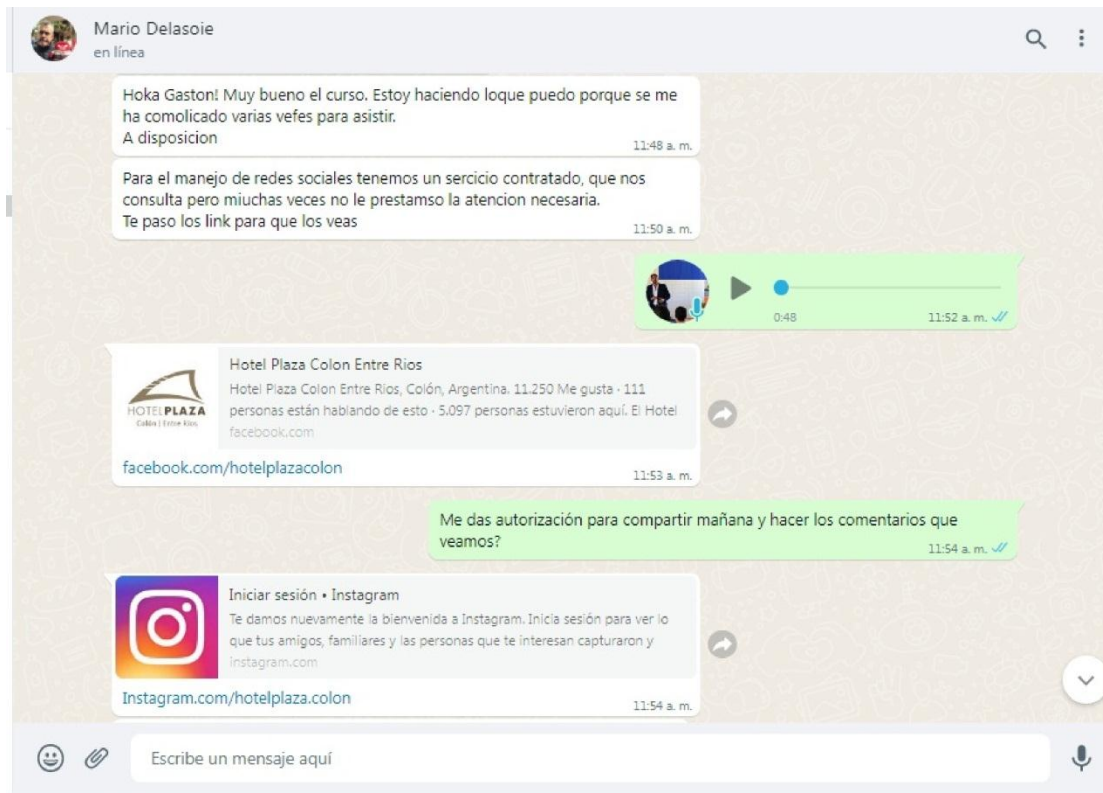 Mario Delasoie
en línea
Hoka Gaston! Muy bueno el curso. Estoy haciendo loque puedo porque se me
ha comolicado varias vefes para asistir.
A disposicion
11:48 a. m.
Para el manejo de redes sociales tenemos un sercicio contratado, que nos
consulta pero miuchas veces no le prestamso la atencion necesaria.
Te paso los link para que los veas
11:50 a. m.
0:48
11:52 a. m.
HOTELPLAZA
Colón | Entre Ríos
Hotel Plaza Colon Entre Rios
Hotel Plaza Colon Entre Rios, Colón, Argentina. 11.250 Me gusta · 111
personas están hablando de esto · 5.097 personas estuvieron aquí. El Hotel
facebook.com
facebook.com/hotelplazacolon
11:53 a. m.
Me das autorización para compartir mañana y hacer los comentarios que
veamos?
11:54 a. m.
Iniciar sesión • Instagram
Te damos nuevamente la bienvenida a Instagram. Inicia sesión para ver lo
que tus amigos, familiares y las personas que te interesan capturaron y
instagram.com
Instagram.com/hotelplaza.colon
11:54 a. m.
Escribe un mensaje aquí